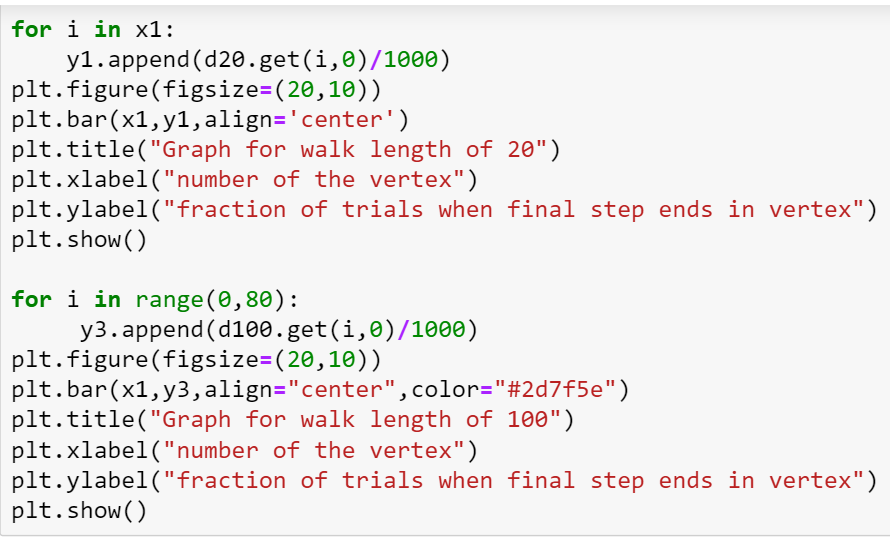 for i in x1:
    y1.append(d20.get(i,0)/1000)
plt.figure(figsize=(20,10))
plt.bar(x1,y1,align='center')
plt.title("Graph for walk length of 20")
plt.xlabel("number of the vertex")
plt.ylabel("fraction of trials when final step ends in vertex")
plt.show()

for i in range(0,80):
     y3.append(d100.get(i,0)/1000)
plt.figure(figsize=(20,10))
plt.bar(x1,y3,align="center",color="#2d7f5e")
plt.title("Graph for walk length of 100")
plt.xlabel("number of the vertex")
plt.ylabel("fraction of trials when final step ends in vertex")
plt.show()